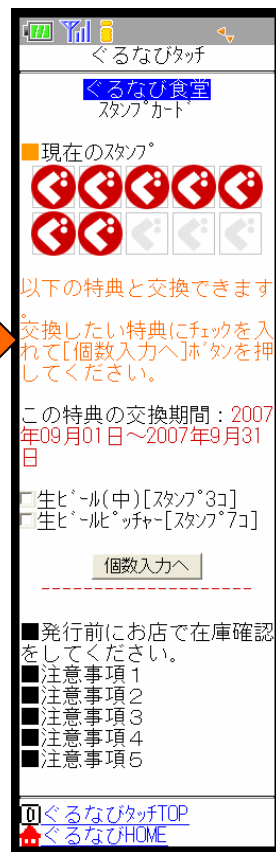 ぐるなびﾀｯﾁ
ぐるなび食堂
ｽﾀﾝﾌﾟｶｰﾄﾞ
■現在のｽﾀﾝﾌﾟ
以下の特典と交換できます
。
交換したい特典にﾁｪｯｸを入
れて[個数入力へ]ﾎﾞﾀﾝを押
してください。
この特典の交換期間：2007
年09月01日～2007年9月31
日
生ﾋﾞｰﾙ(中)[ｽﾀﾝﾌﾟ3ｺ]
生ﾋﾞｰﾙﾋﾟｯﾁｬｰ[ｽﾀﾝﾌﾟ7ｺ]
個数入力へ
--------------------
■発行前にお店で在庫確認
をしてください。
■注意事項1
■注意事項2
■注意事項3
■注意事項4
■注意事項5
0ぐるなびﾀｯﾁTOP
ぐるなびHOME